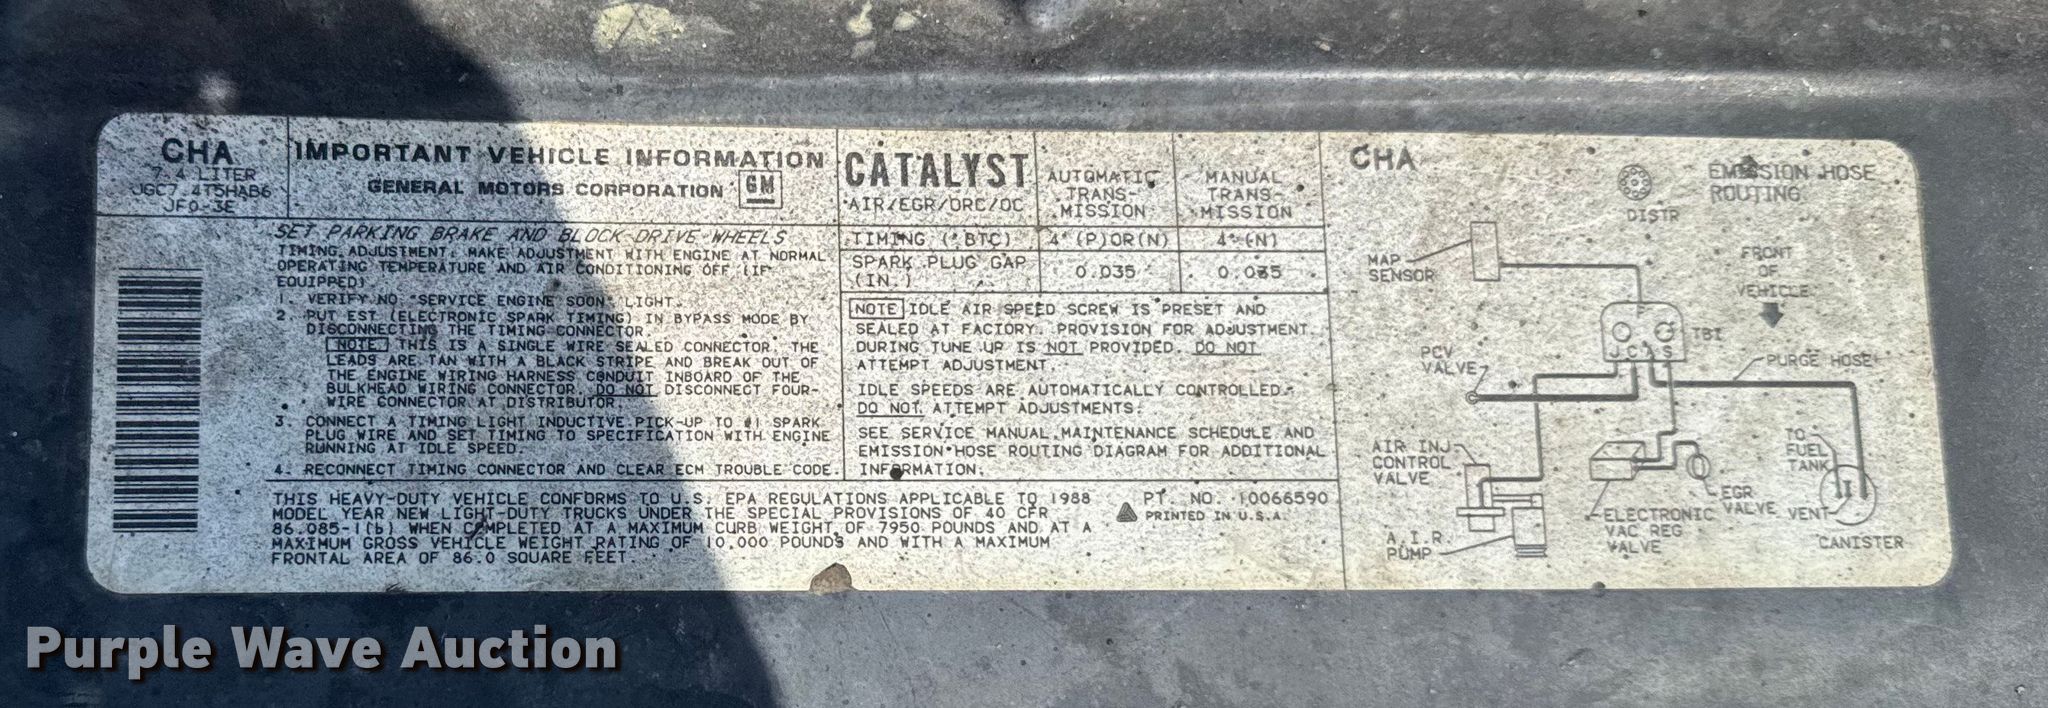 CHA
7.4 LITER
JGC7.4T5HAB6
JF0-3E
IMPORTANT VEHICLE INFORMATION
GENERAL MOTORS CORPORATION GM
SET PARKING BRAKE AND BLOCK DRIVE WHEELS
TIMING ADJUSTMENT: MAKE ADJUSTMENT WITH ENGINE AT NORMAL
OPERATING TEMPERATURE AND AIR CONDITIONING OFF (IF
EQUIPPED)
1. VERIFY NO "SERVICE ENGINE SOON" LIGHT.
2. PUT EST (ELECTRONIC SPARK TIMING) IN BYPASS MODE BY
DISCONNECTING THE TIMING CONNECTOR.
NOTE THIS IS A SINGLE WIRE SEALED CONNECTOR. THE
LEADS ARE TAN WITH A BLACK STRIPE AND BREAK OUT OF
THE ENGINE WIRING HARNESS CONDUIT INBOARD OF THE
BULKHEAD WIRING CONNECTOR. DO NOT DISCONNECT FOUR-
WIRE CONNECTOR AT DISTRIBUTOR.
3. CONNECT A TIMING LIGHT INDUCTIVE PICK-UP TO #1 SPARK
PLUG WIRE AND SET TIMING TO SPECIFICATION WITH ENGINE
RUNNING AT IDLE SPEED.
4. RECONNECT TIMING CONNECTOR AND CLEAR ECM TROUBLE CODE.
CATALYST
AIR/EGR/ORC/OC
AUTOMATIC
TRANS-
MISSION
MANUAL
TRANS-
MISSION
TIMING (°BTC) 4° (P)OR(N) 4° (N)
SPARK PLUG GAP
(IN.) 0.035 0.035
NOTE IDLE AIR SPEED SCREW IS PRESET AND
SEALED AT FACTORY. PROVISION FOR ADJUSTMENT
DURING TUNE UP IS NOT PROVIDED. DO NOT
ATTEMPT ADJUSTMENT.
IDLE SPEEDS ARE AUTOMATICALLY CONTROLLED.
DO NOT ATTEMPT ADJUSTMENTS.
SEE SERVICE MANUAL MAINTENANCE SCHEDULE AND
EMISSION HOSE ROUTING DIAGRAM FOR ADDITIONAL
INFORMATION.
THIS HEAVY-DUTY VEHICLE CONFORMS TO U.S. EPA REGULATIONS APPLICABLE TO 1988
MODEL YEAR NEW LIGHT-DUTY TRUCKS UNDER THE SPECIAL PROVISIONS OF 40 CFR
86.085-1(b) WHEN COMPLETED AT A MAXIMUM CURB WEIGHT OF 7950 POUNDS AND AT A
MAXIMUM GROSS VEHICLE WEIGHT RATING OF 10,000 POUNDS AND WITH A MAXIMUM
FRONTAL AREA OF 86.0 SQUARE FEET.
PT. NO. 10066590
PRINTED IN U.S.A.
CHA
EMISSION HOSE
ROUTING
DISTR
MAP
SENSOR
FRONT
OF
VEHICLE
TBI
PCV
VALVE
PURGE HOSE
AIR INJ
CONTROL
VALVE
TO
FUEL
TANK
EGR
VALVE
VENT
ELECTRONIC
VAC REG
VALVE
A.I.R.
PUMP
CANISTER
Purple Wave Auction